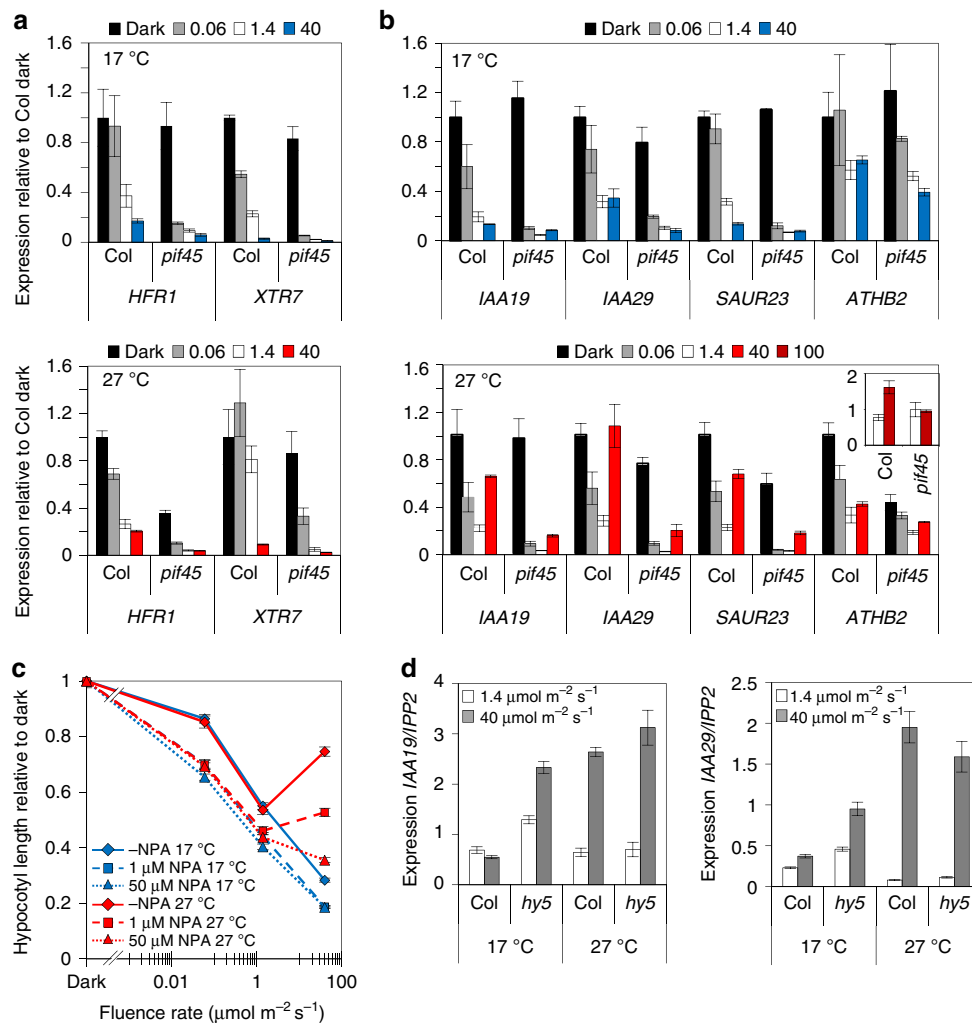 a
Dark 0.06 1.4 40
Expression relative to Col dark
1.6
1.2
0.8
0.4
0
17 °C
Col pif45 Col pif45
HFR1 XTR7
Dark 0.06 1.4 40
Expression relative to Col dark
1.6
1.2
0.8
0.4
0
27 °C
Col pif45 Col pif45
HFR1 XTR7
b
Dark 0.06 1.4 40
1.6
1.2
0.8
0.4
0
17 °C
Col pif45 Col pif45 Col pif45 Col pif45
IAA19 IAA29 SAUR23 ATHB2
Dark 0.06 1.4 40 100
1.6
1.2
0.8
0.4
0
27 °C
2
1
0
Col pif45
Col pif45 Col pif45 Col pif45 Col pif45
IAA19 IAA29 SAUR23 ATHB2
c
Hypocotyl length relative to dark
1
0.8
0.6
0.4
0.2
0
–NPA 17 °C
1 μM NPA 17 °C
50 μM NPA 17 °C
–NPA 27 °C
1 μM NPA 27 °C
50 μM NPA 27 °C
Dark 0.01 1 100
Fluence rate (μmol m–2 s–1)
d
Expression IAA19/IPP2
4
3
2
1
0
1.4 μmol m–2 s–1
40 μmol m–2 s–1
Col hy5 Col hy5
17 °C 27 °C
Expression IAA29/IPP2
2.5
2
1.5
1
0.5
0
1.4 μmol m–2 s–1
40 μmol m–2 s–1
Col hy5 Col hy5
17 °C 27 °C